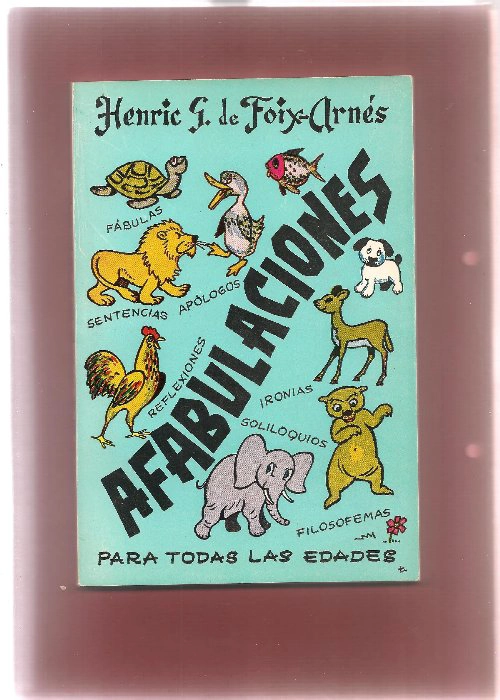 Henric G. de Foix-Arnés
FÁBULAS
SENTENCIAS
APÓLOGOS
AFABULACIONES
REFLEXIONES
IRONIAS
SOLILOQUIOS
FILOSOFEMAS
PARA TODAS LAS EDADES